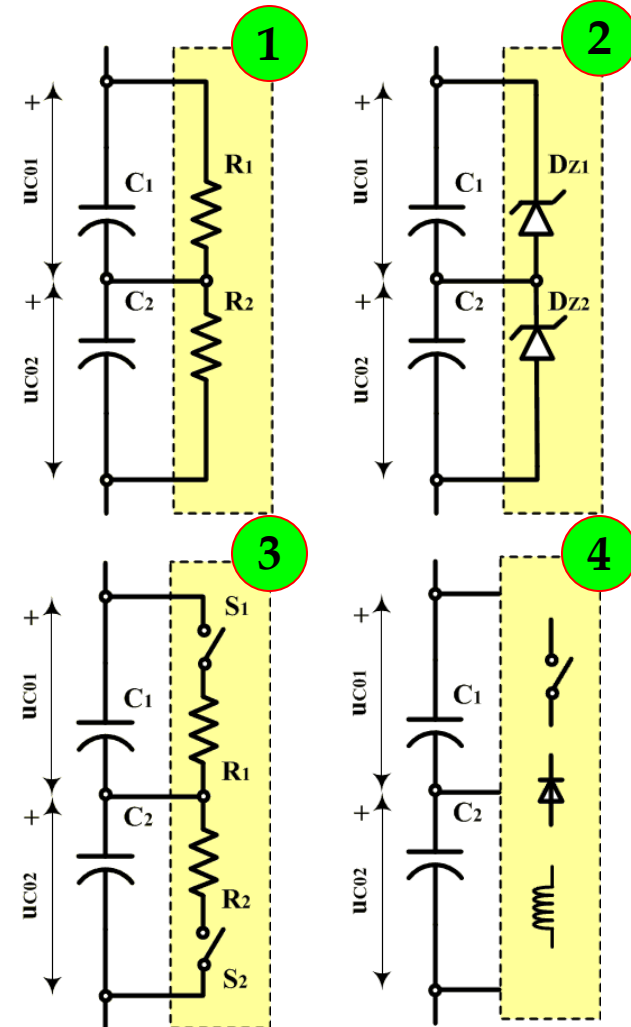 1
+
uC01
C1
R1
+
C2
R2
uC02
2
+
uC01
C1
DZ1
+
C2
DZ2
uC02
3
+
uC01
S1
C1
R1
+
C2
uC02
R2
S2
4
+
uC01
C1
+
C2
uC02